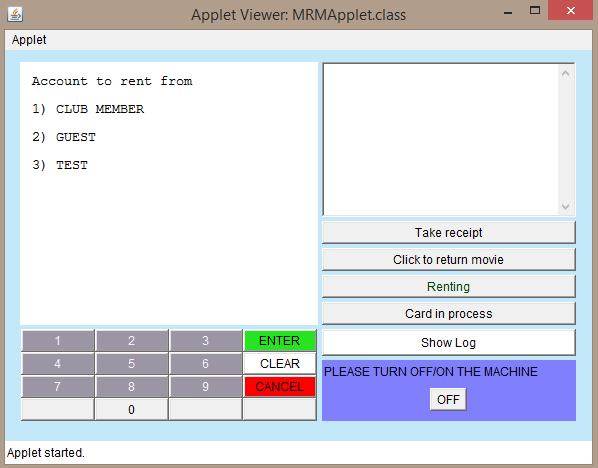 Applet Viewer: MRMApplet.class
Applet
Account to rent from
1) CLUB MEMBER
2) GUEST
3) TEST
Take receipt
Click to return movie
Renting
Card in process
Show Log
1 2 3 ENTER
4 5 6 CLEAR
7 8 9 CANCEL
0
PLEASE TURN OFF/ON THE MACHINE
OFF
Applet started.